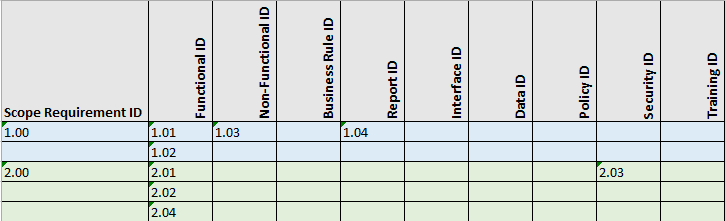 Scope Requirement ID Functional ID Non-Functional ID Business Rule ID Report ID Interface ID Data ID Policy ID Security ID Training ID
1.00 1.01 1.03 1.04
1.02
2.00 2.01 2.03
2.02
2.04